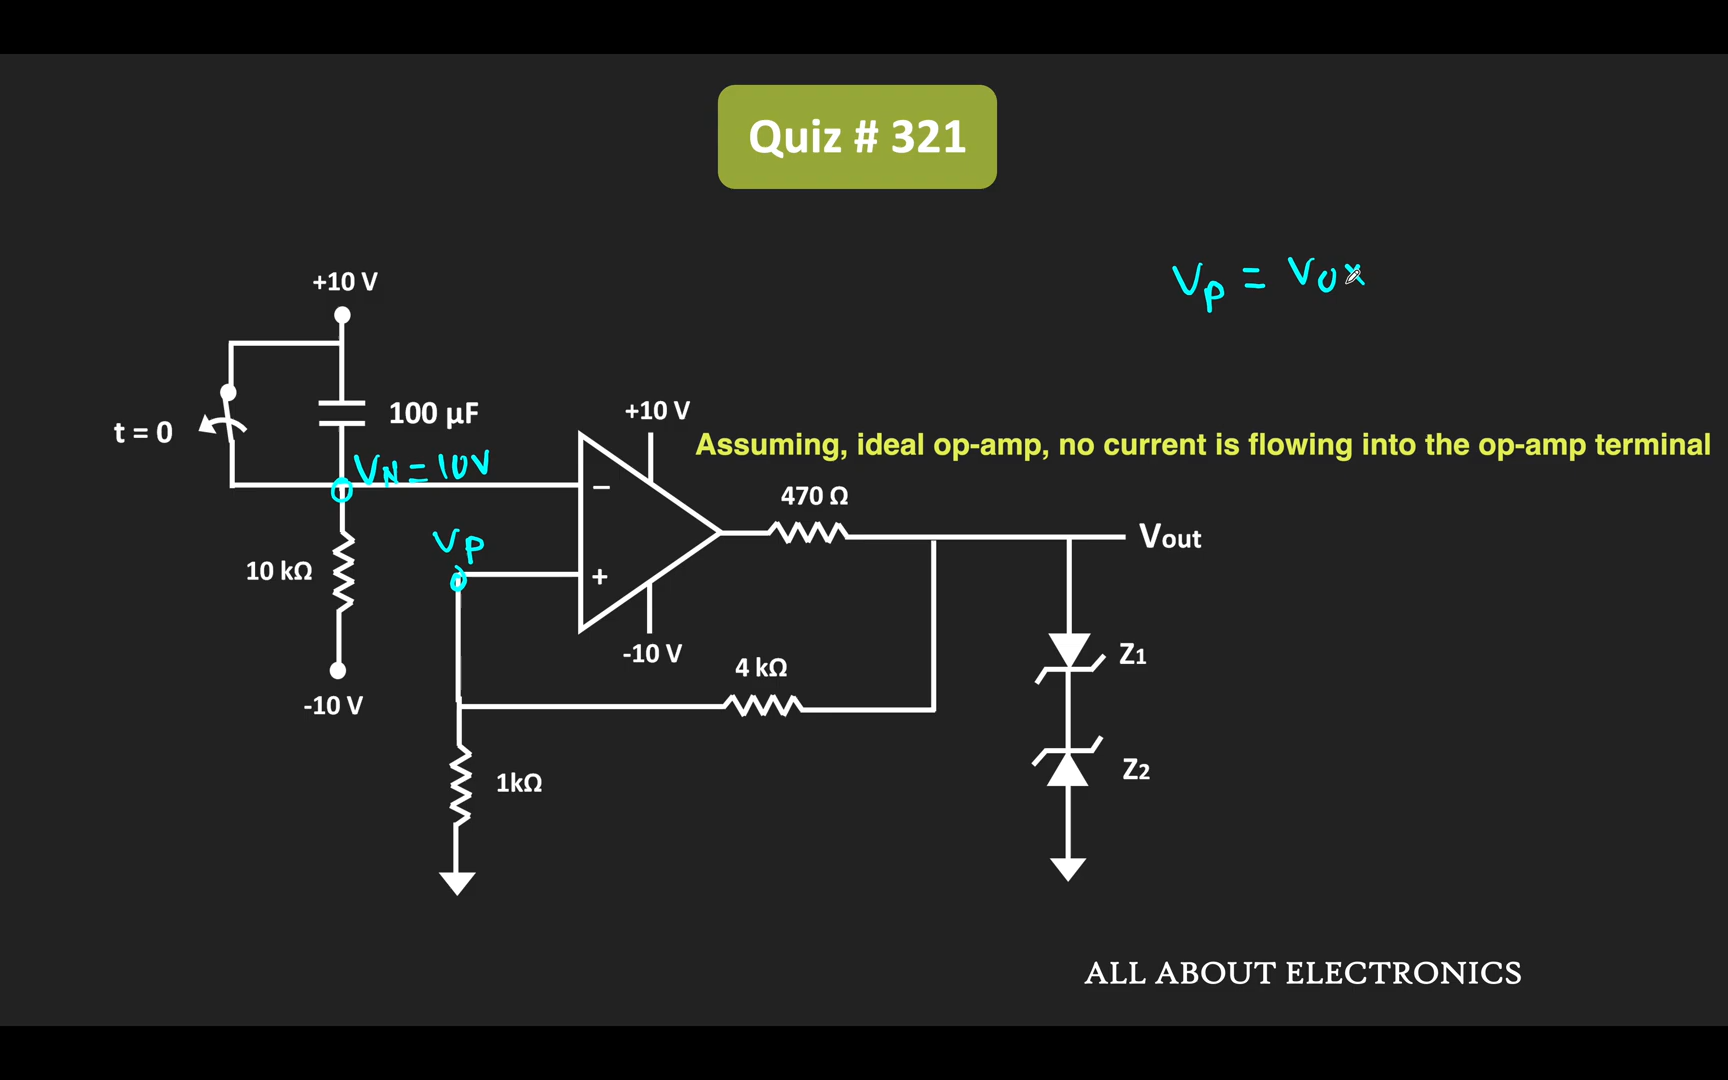 Quiz # 321
Vp = Vo x
+10 V
t = 0
100 µF
VN = 10V
+10 V
Assuming, ideal op-amp, no current is flowing into the op-amp terminal
470 Ω
−
Vout
Vp
10 kΩ
+
-10 V
4 kΩ
Z1
-10 V
1kΩ
Z2
ALL ABOUT ELECTRONICS